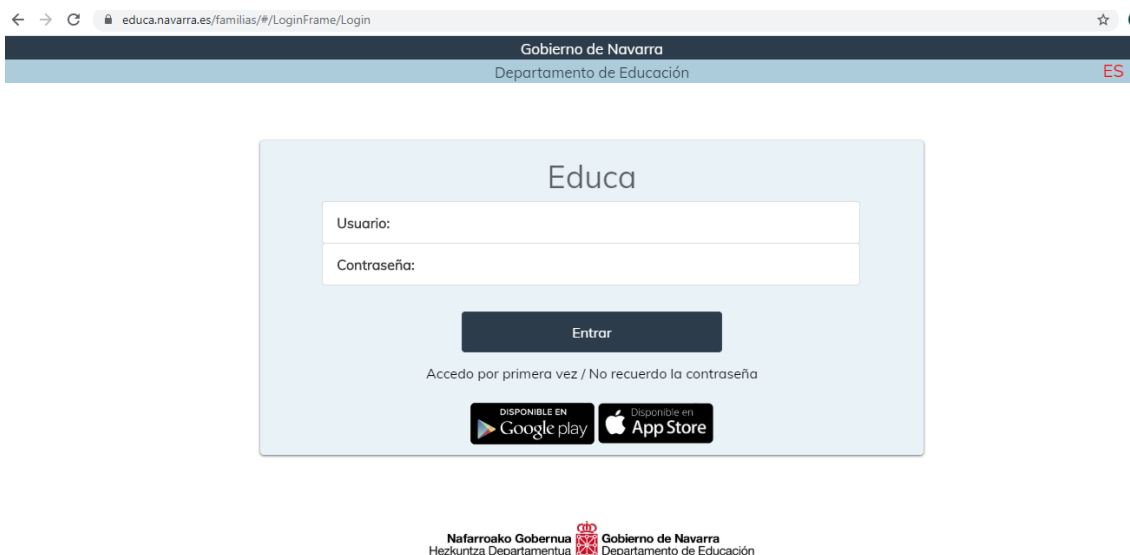 educa.navarra.es/familias/#/LoginFrame/Login
Gobierno de Navarra
Departamento de Educación
ES
Educa
Usuario:
Contraseña:
Entrar
Accedo por primera vez / No recuerdo la contraseña
DISPONIBLE EN
Google play
Disponible en
App Store
Nafarroako Gobernua Gobierno de Navarra
Hezkuntza Departamentua Departamento de Educación